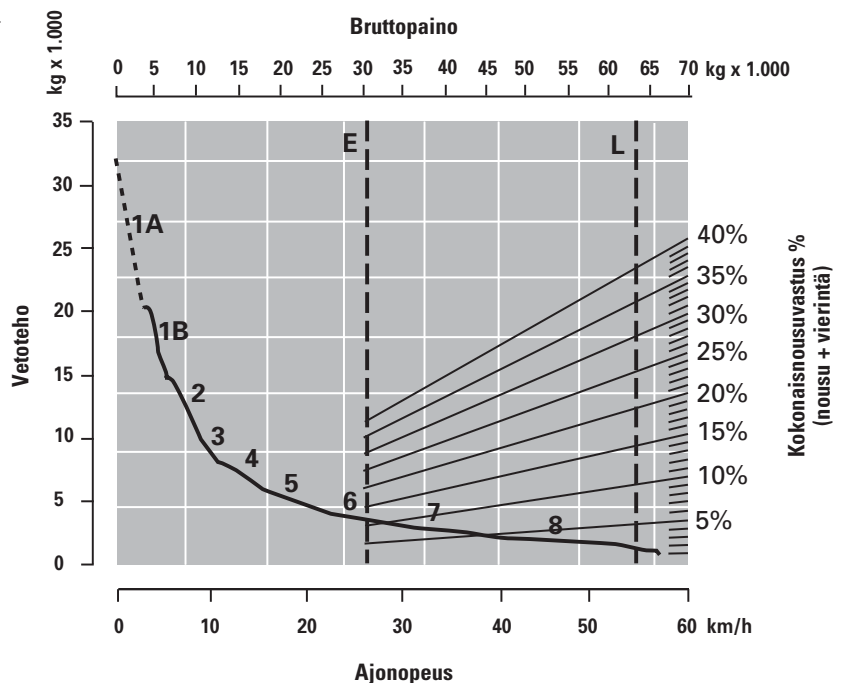 Bruttopaino
kg x 1.000
0 5 10 15 20 25 30 35 40 45 50 55 60 65 70 kg x 1.000
35
30
25
20
15
10
5
0
Vetoteho
E
L
1A
1B
2
3
4
5
6
7
8
40%
35%
30%
25%
20%
15%
10%
5%
Kokonaisnousuvastus %
(nousu + vierintä)
0 10 20 30 40 50 60 km/h
Ajonopeus